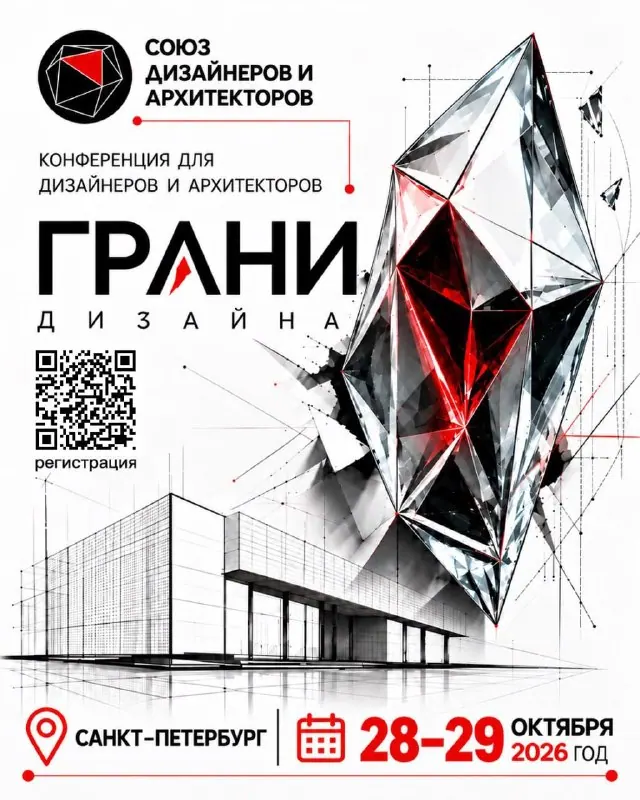 СОЮЗ
ДИЗАЙНЕРОВ И
АРХИТЕКТОРОВ
КОНФЕРЕНЦИЯ ДЛЯ
ДИЗАЙНЕРОВ И АРХИТЕКТОРОВ
ГРАНИ
ДИЗАЙНА
регистрация
САНКТ-ПЕТЕРБУРГ
28-29 ОКТЯБРЯ
2026 ГОД